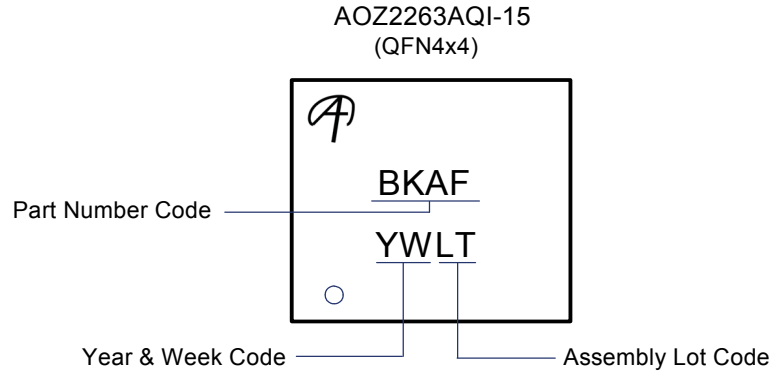 AOZ2263AQI-15
(QFN4x4)
BKAF
Part Number Code
YWLT
Year & Week Code
Assembly Lot Code